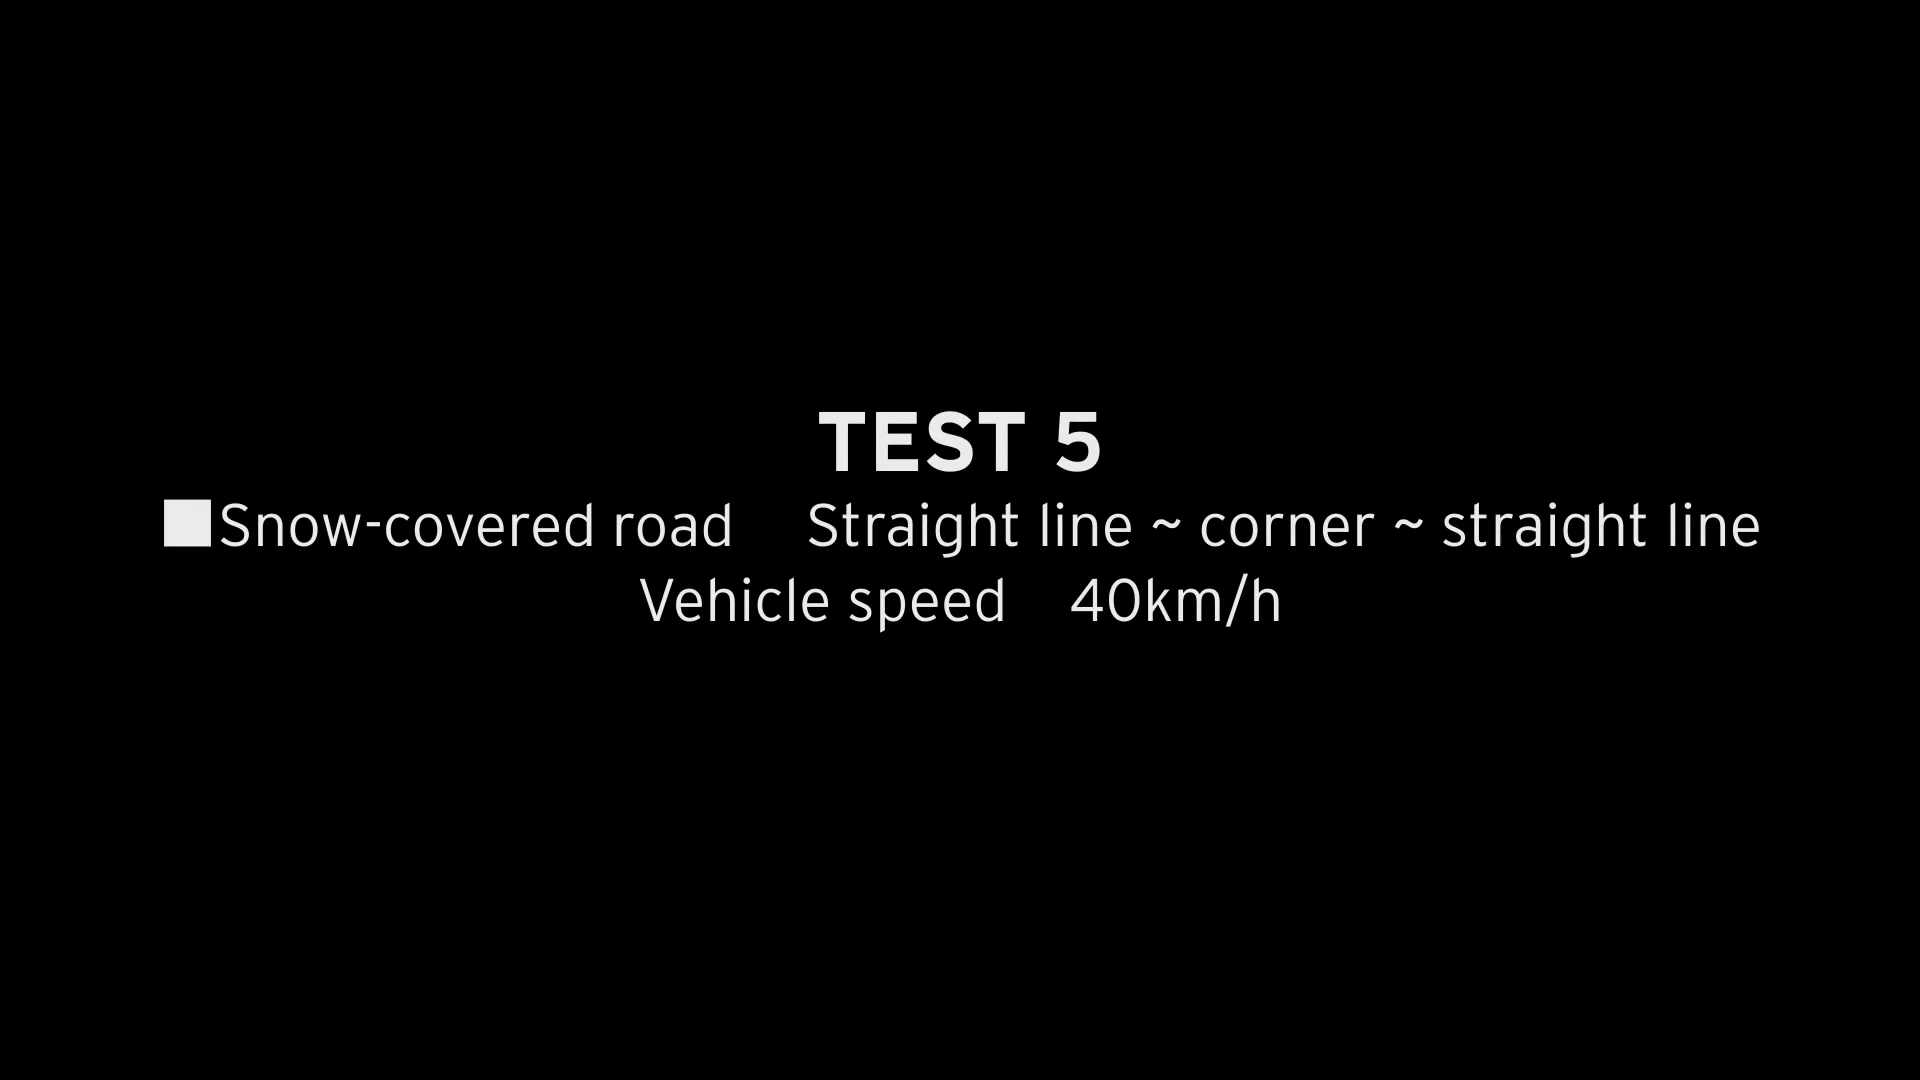 TEST 5
■Snow-covered road  Straight line ~ corner ~ straight line
Vehicle speed  40km/h